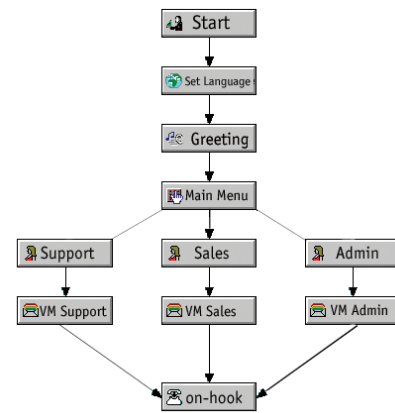 Start
Set Language
Greeting
Main Menu
Support
Sales
Admin
VM Support
VM Sales
VM Admin
on-hook